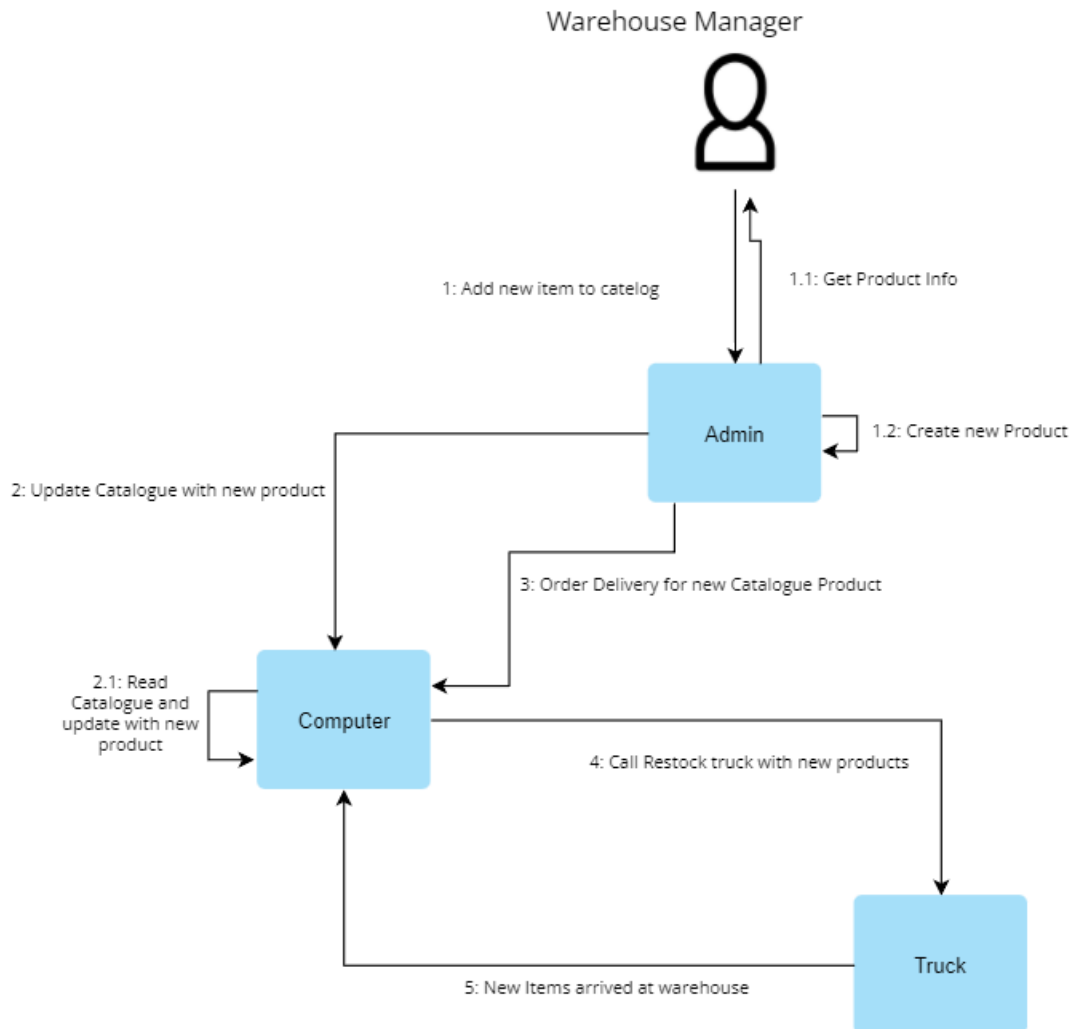 Warehouse Manager
1: Add new item to catelog
1.1: Get Product Info
Admin
1.2: Create new Product
2: Update Catalogue with new product
3: Order Delivery for new Catalogue Product
2.1: Read
Catalogue and
update with new
product
Computer
4: Call Restock truck with new products
Truck
5: New Items arrived at warehouse